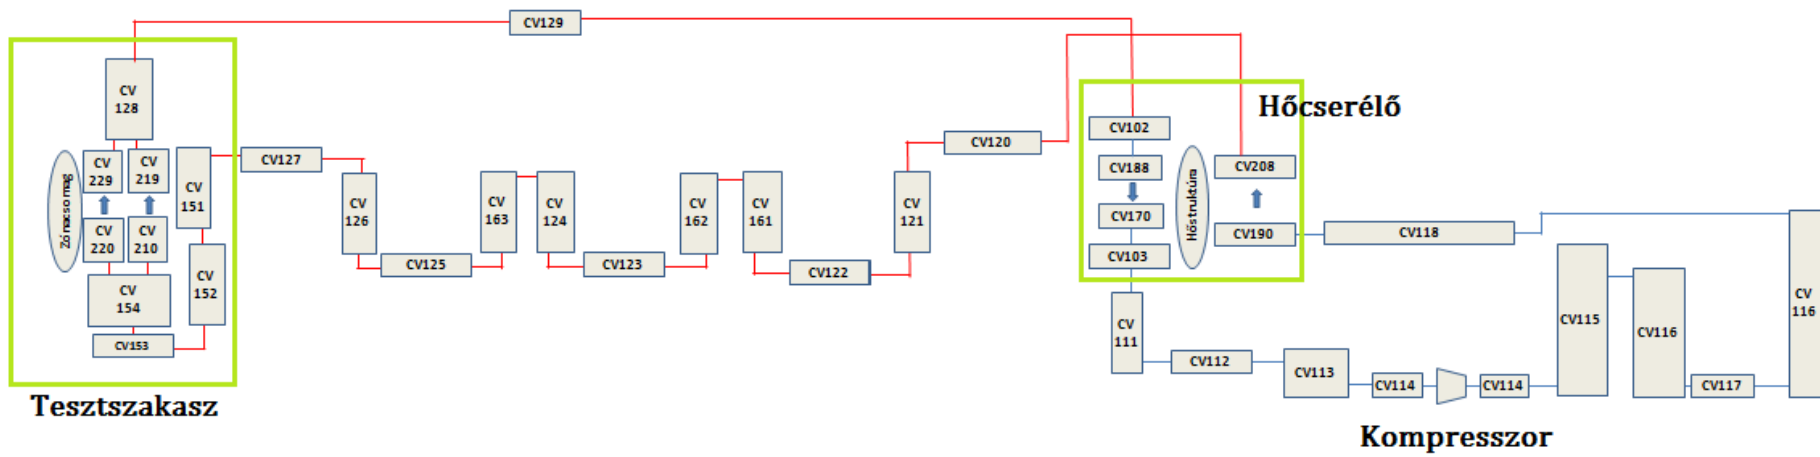 CV129
CV
128
CV
229
CV
219
CV
151
Zónacsomag
CV
220
CV
210
CV
152
CV
154
CV153
Tesztszakasz
CV127
CV
126
CV125
CV
163
CV
124
CV123
CV
162
CV
161
CV122
CV
121
CV120
Hőcserélő
CV102
CV188
CV170
CV103
Hőstruktúra
CV208
CV190
CV118
CV
111
CV112
CV113
CV114
CV114
CV115
CV116
CV117
CV
116
Kompresszor